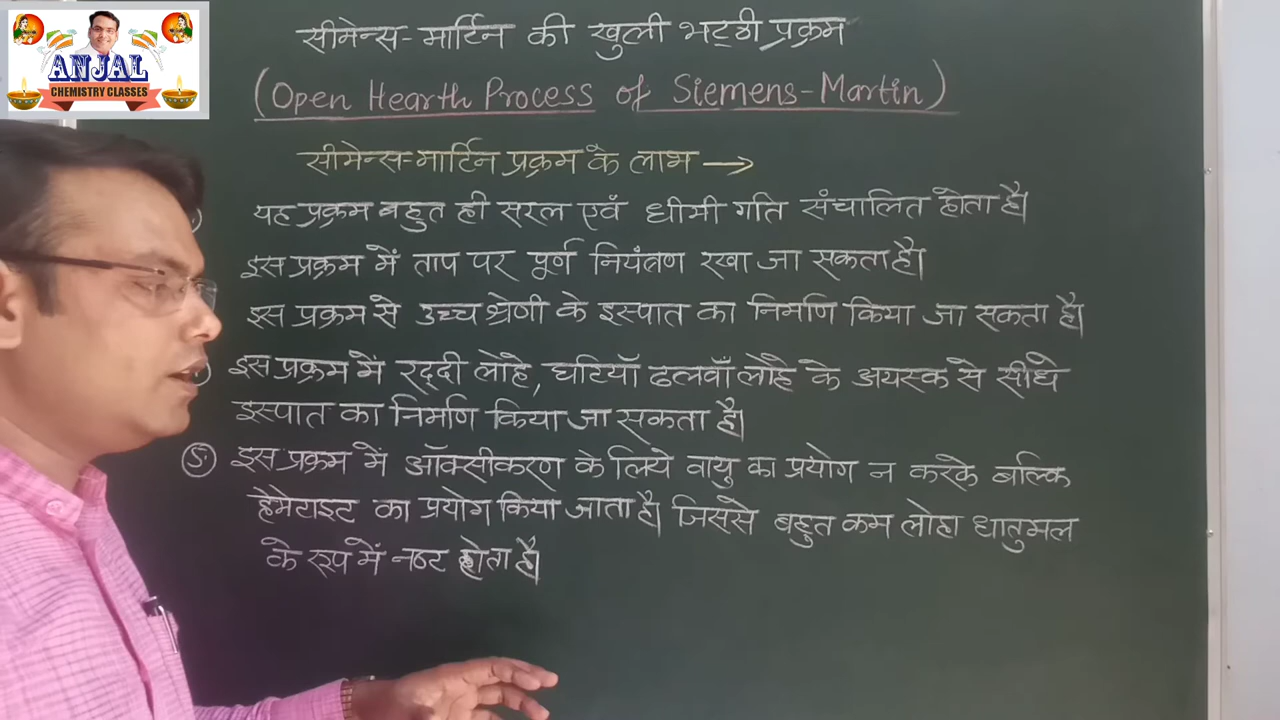 ANJAL
CHEMISTRY CLASSES
सीमेन्स-मार्टिन की खुली भट्ठी प्रक्रम
(Open Hearth Process of Siemens-Martin)
सीमेन्स-मार्टिन प्रक्रम के लाभ →
यह प्रक्रम बहुत ही सरल एवं धीमी गति संचालित होता है।
इस प्रक्रम में ताप पर पूर्ण नियंत्रण रखा जा सकता है।
इस प्रक्रम से उच्च श्रेणी के इस्पात का निर्माण किया जा सकता है।
इस प्रक्रम में रद्दी लोहे, घटियाँ ढलवाँ लोहे के अयस्क से सीधे
इस्पात का निर्माण किया जा सकता है।
5. इस प्रक्रम में ऑक्सीकरण के लिये वायु का प्रयोग न करके बल्कि
हेमेटाइट का प्रयोग किया जाता है। जिससे बहुत कम लोहा धातुमल
के रूप में नष्ट होता है।